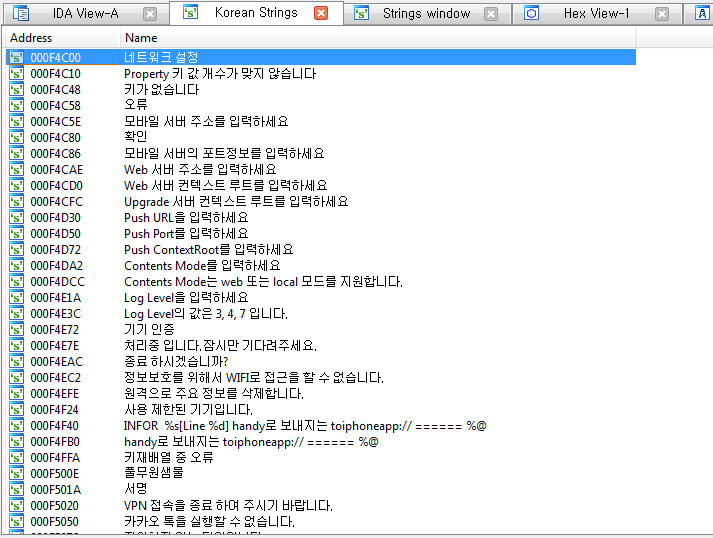 IDA View-A Korean Strings Strings window Hex View-1
Address Name
000F4C00 네트워크 설정
000F4C10 Property 키 값 개수가 맞지 않습니다
000F4C48 키가 없습니다
000F4C58 오류
000F4C5E 모바일 서버 주소를 입력하세요
000F4C80 확인
000F4C86 모바일 서버의 포트정보를 입력하세요
000F4CAE Web 서버 주소를 입력하세요
000F4CD0 Web 서버 컨텍스트 루트를 입력하세요
000F4CFC Upgrade 서버 컨텍스트 루트를 입력하세요
000F4D30 Push URL을 입력하세요
000F4D50 Push Port를 입력하세요
000F4D72 Push ContextRoot를 입력하세요
000F4DA2 Contents Mode를 입력하세요
000F4DCC Contents Mode는 web 또는 local 모드를 지원합니다.
000F4E1A Log Level을 입력하세요
000F4E3C Log Level의 값은 3, 4, 7 입니다.
000F4E72 기기 인증
000F4E7E 처리중 입니다.잠시만 기다려주세요.
000F4EAC 종료 하시겠습니까?
000F4EC2 정보보호를 위해서 WIFI로 접근을 할 수 없습니다.
000F4EFE 원격으로 주요 정보를 삭제합니다.
000F4F24 사용 제한된 기기입니다.
000F4F40 INFOR %s[Line %d] handy로 보내지는 toiphoneapp:// ====== %@
000F4FB0 handy로 보내지는 toiphoneapp:// ====== %@
000F4FFA 키재배열 중 오류
000F500E 풀무원샘물
000F501A 서명
000F5020 VPN 접속을 종료 하여 주시기 바랍니다.
000F5050 카카오 톡을 실행할 수 없습니다.